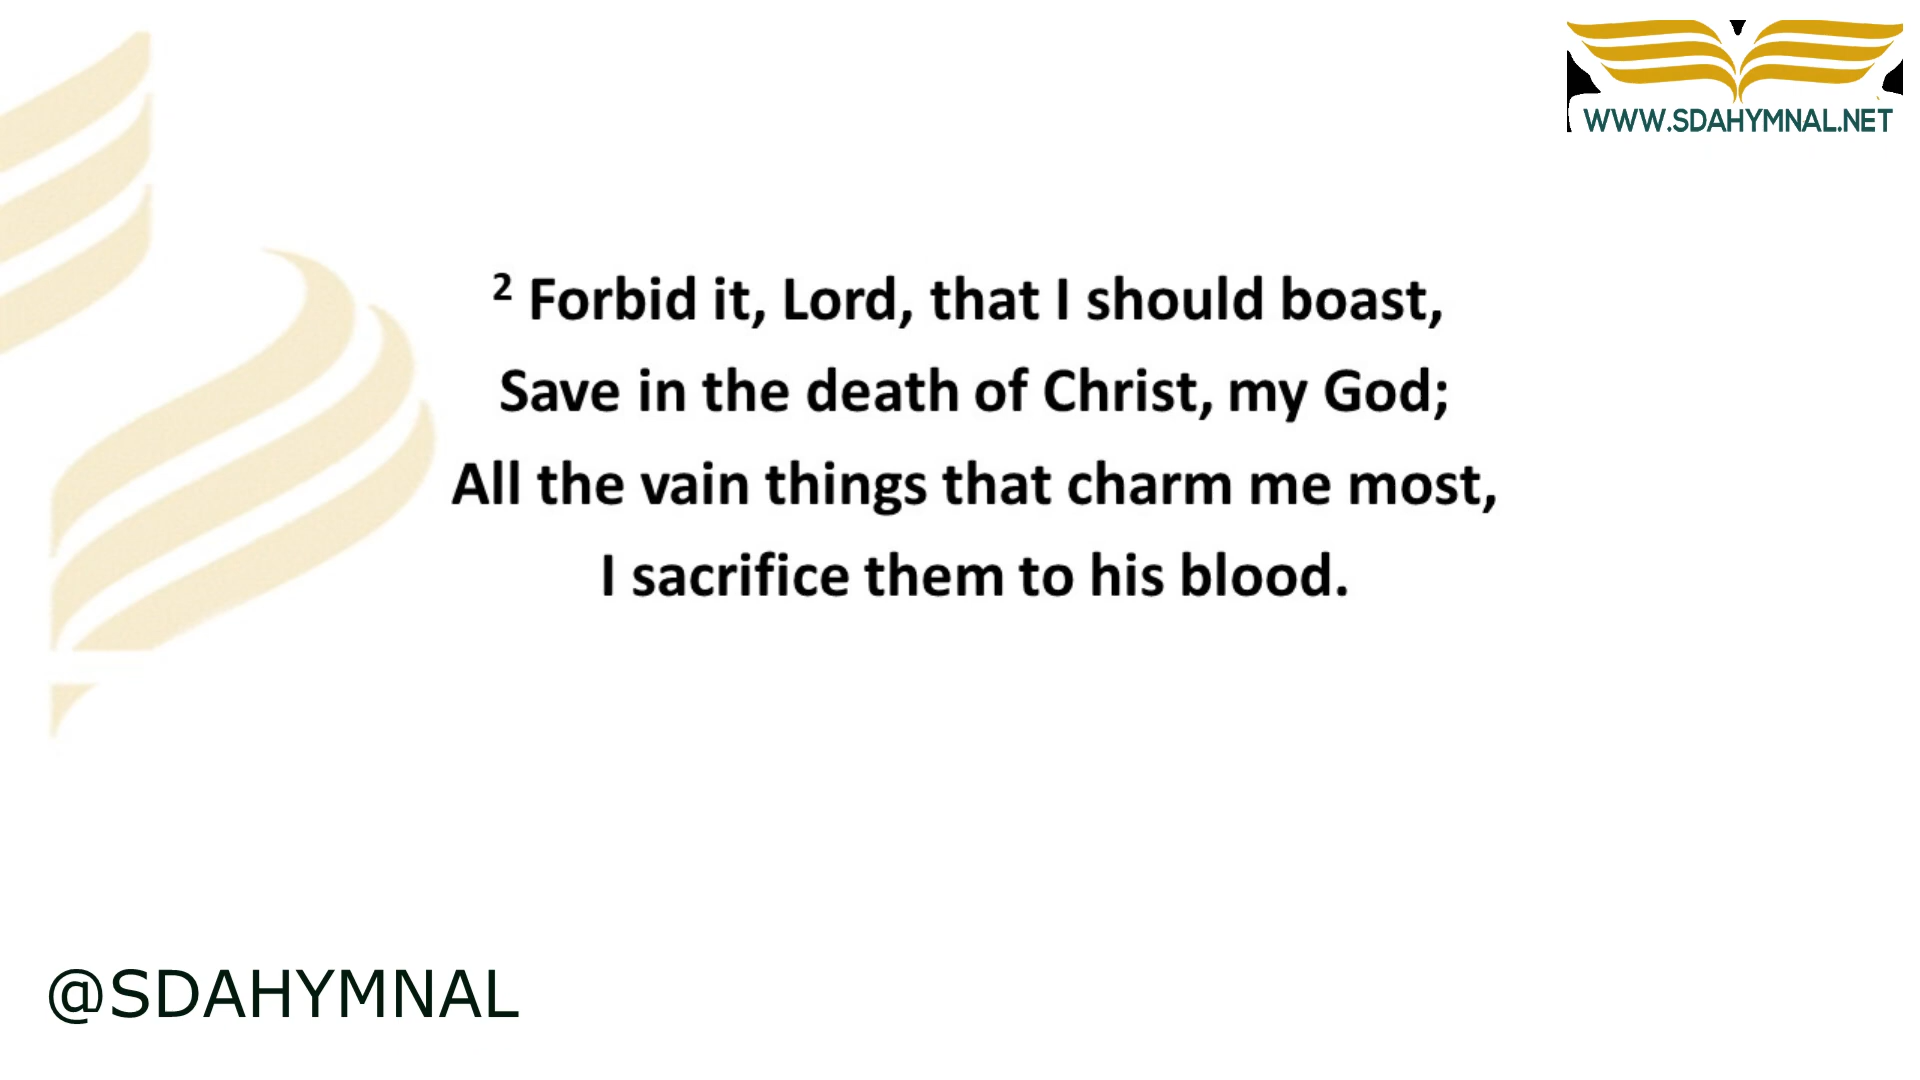 WWW.SDAHYMNAL.NET
2 Forbid it, Lord, that I should boast,
Save in the death of Christ, my God;
All the vain things that charm me most,
I sacrifice them to his blood.
@SDAHYMNAL